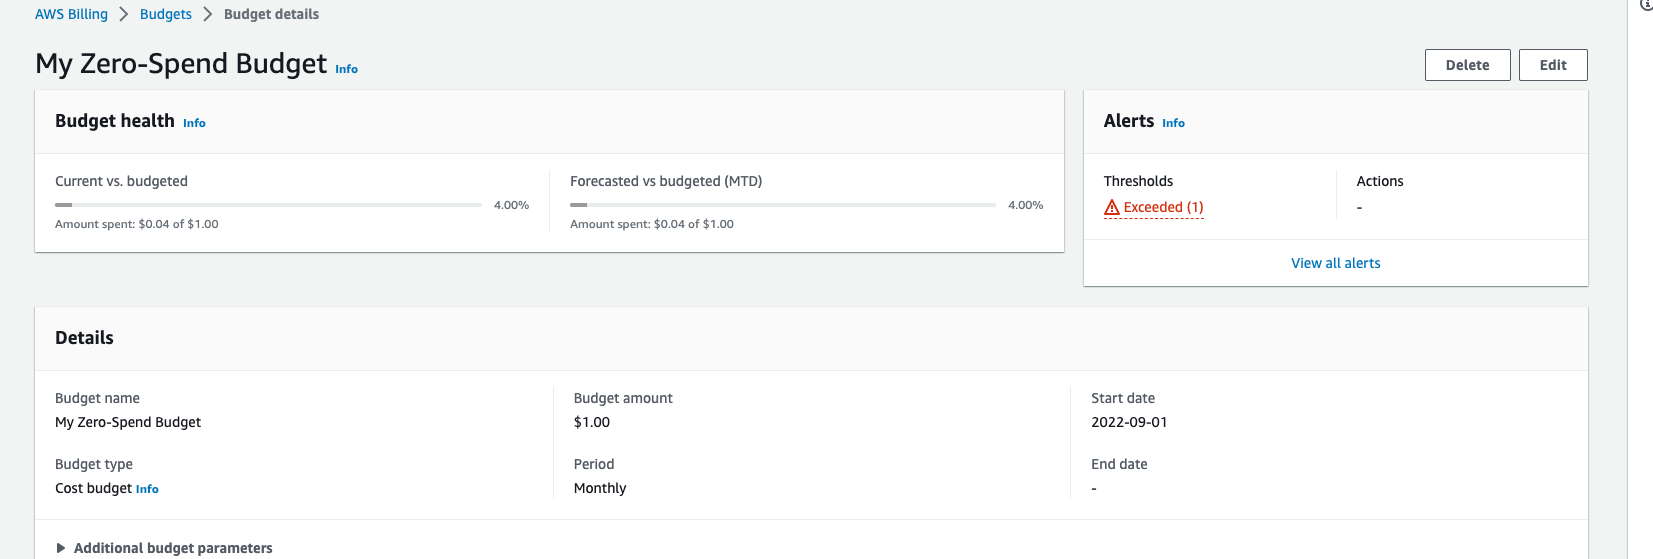 AWS Billing > Budgets > Budget details
My Zero-Spend Budget Info
Delete Edit
Budget health Info
Current vs. budgeted
4.00%
Amount spent: $0.04 of $1.00
Forecasted vs budgeted (MTD)
4.00%
Amount spent: $0.04 of $1.00
Alerts Info
Thresholds
Exceeded (1)
Actions
-
View all alerts
Details
Budget name
My Zero-Spend Budget
Budget type
Cost budget Info
Budget amount
$1.00
Period
Monthly
Start date
2022-09-01
End date
-
Additional budget parameters